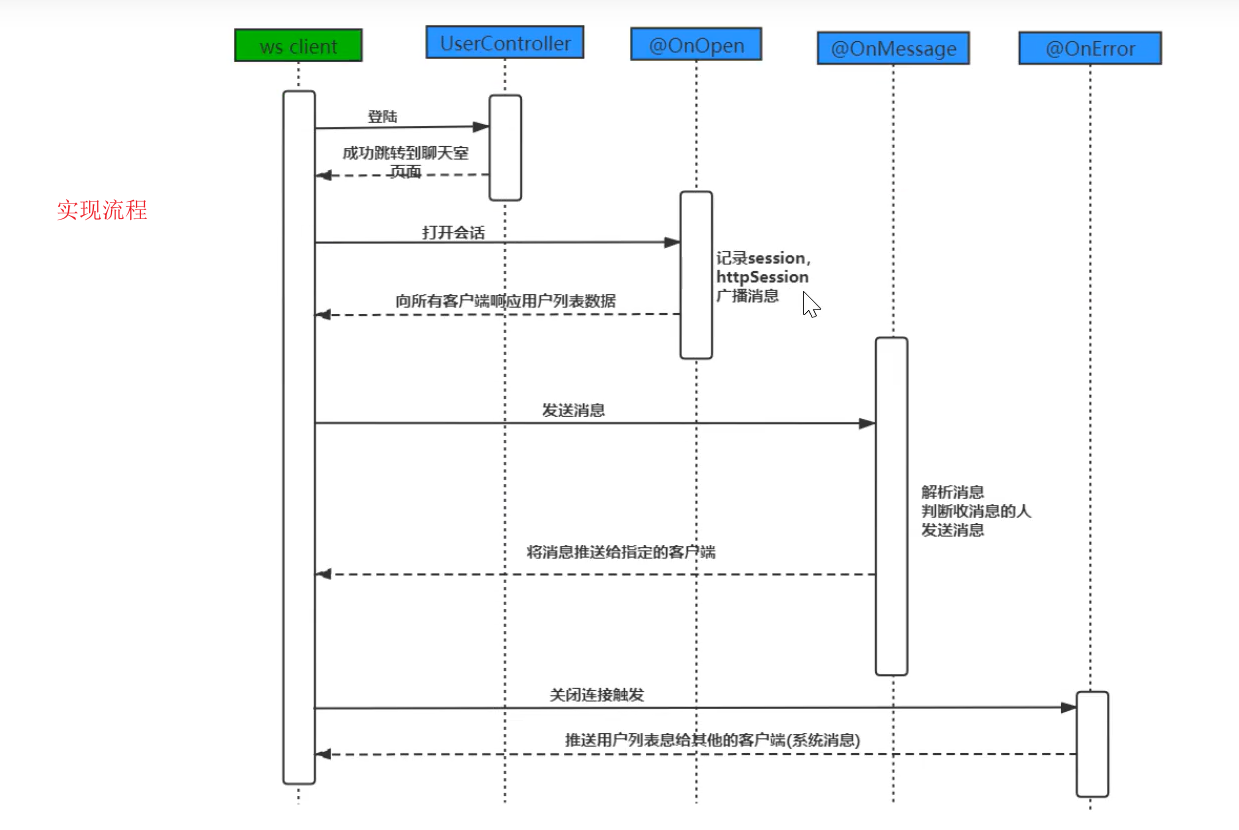 ws client
UserController
@OnOpen
@OnMessage
@OnError
登陆
成功跳转到聊天室
页面
实现流程
打开会话
记录session，
httpSession
广播消息
向所有客户端响应用户列表数据
发送消息
解析消息
判断收消息的人
发送消息
将消息推送给指定的客户端
关闭连接触发
推送用户列表息给其他的客户端(系统消息)